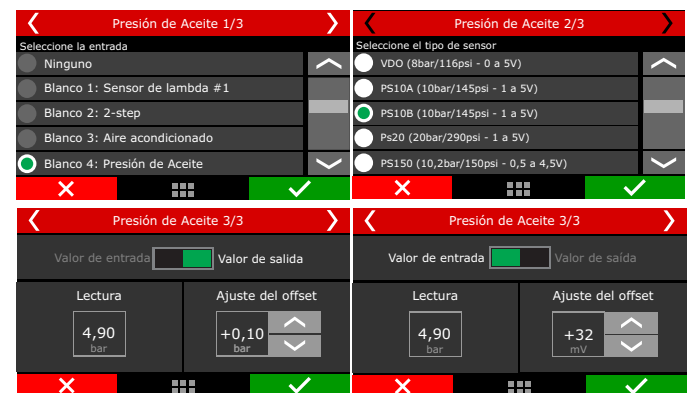 Presión de Aceite 1/3
Seleccione la entrada
Ninguno
Blanco 1: Sensor de lambda #1
Blanco 2: 2-step
Blanco 3: Aire acondicionado
Blanco 4: Presión de Aceite
Presión de Aceite 2/3
Seleccione el tipo de sensor
VDO (8bar/116psi - 0 a 5V)
PS10A (10bar/145psi - 1 a 5V)
PS10B (10bar/145psi - 1 a 5V)
Ps20 (20bar/290psi - 1 a 5V)
PS150 (10,2bar/150psi - 0,5 a 4,5V)
Presión de Aceite 3/3
Valor de entrada Valor de salida
Lectura Ajuste del offset
4,90 +0,10
bar bar
Presión de Aceite 3/3
Valor de entrada Valor de saída
Lectura Ajuste del offset
4,90 +32
bar mV